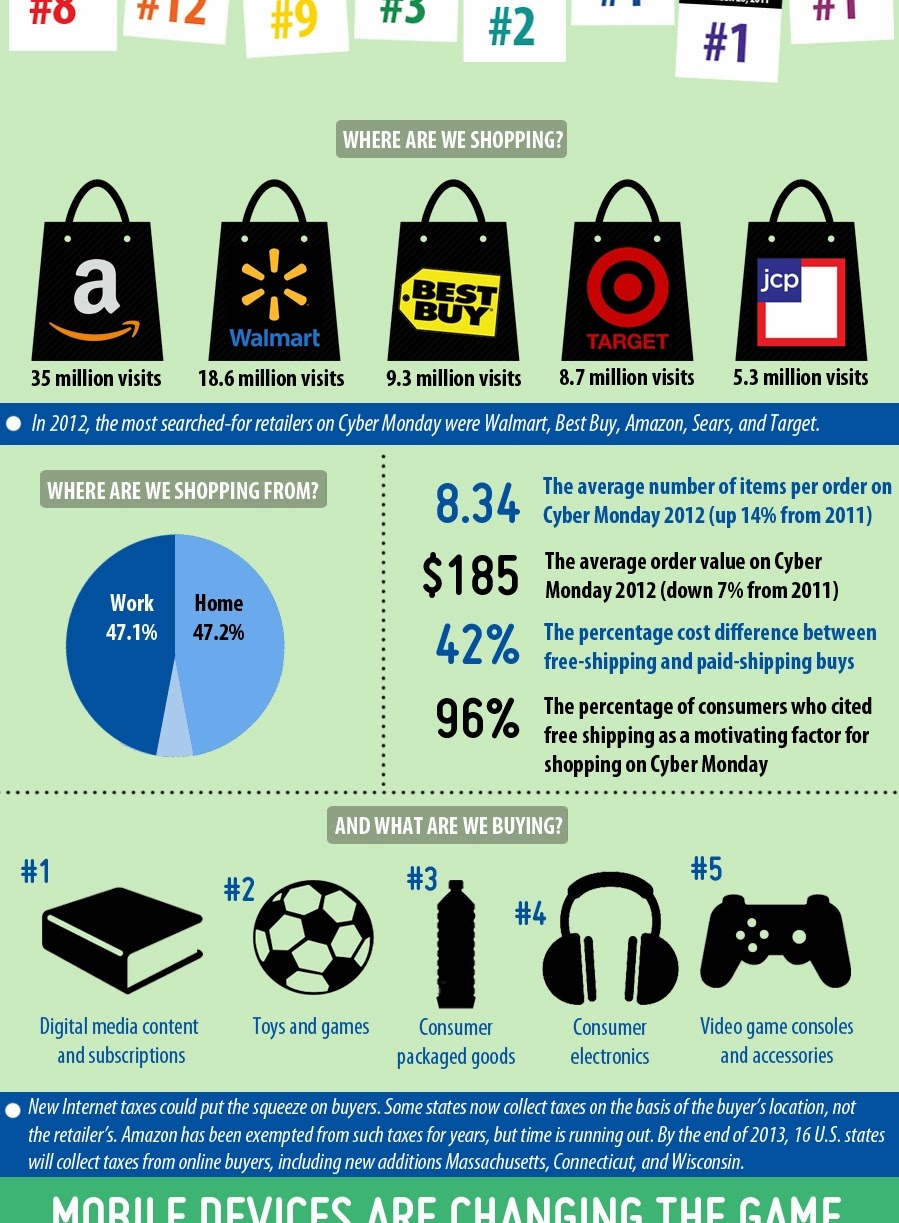 #8
#12
#9
#3
#2
#1
#1
WHERE ARE WE SHOPPING?
a
Walmart
BEST
BUY
TARGET
jcp
35 million visits
18.6 million visits
9.3 million visits
8.7 million visits
5.3 million visits
In 2012, the most searched-for retailers on Cyber Monday were Walmart, Best Buy, Amazon, Sears, and Target.
WHERE ARE WE SHOPPING FROM?
Work
47.1%
Home
47.2%
8.34
The average number of items per order on
Cyber Monday 2012 (up 14% from 2011)
$185
The average order value on Cyber
Monday 2012 (down 7% from 2011)
42%
The percentage cost difference between
free-shipping and paid-shipping buys
96%
The percentage of consumers who cited
free shipping as a motivating factor for
shopping on Cyber Monday
AND WHAT ARE WE BUYING?
#1
Digital media content
and subscriptions
#2
Toys and games
#3
Consumer
packaged goods
#4
Consumer
electronics
#5
Video game consoles
and accessories
New Internet taxes could put the squeeze on buyers. Some states now collect taxes on the basis of the buyer's location, not
the retailer's. Amazon has been exempted from such taxes for years, but time is running out. By the end of 2013, 16 U.S. states
will collect taxes from online buyers, including new additions Massachusetts, Connecticut, and Wisconsin.
MOBILE DEVICES ARE CHANGING THE GAME